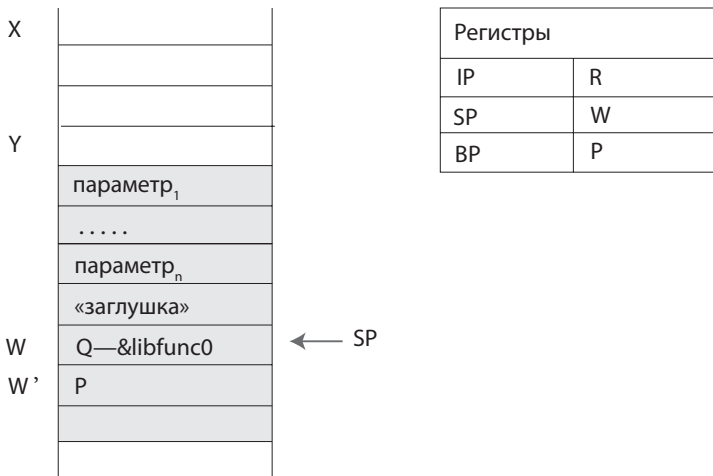 X
Y
параметр₁
.....
параметрₙ
«заглушка»
W Q—&libfunc0 SP
W' P
Регистры
IP R
SP W
BP P